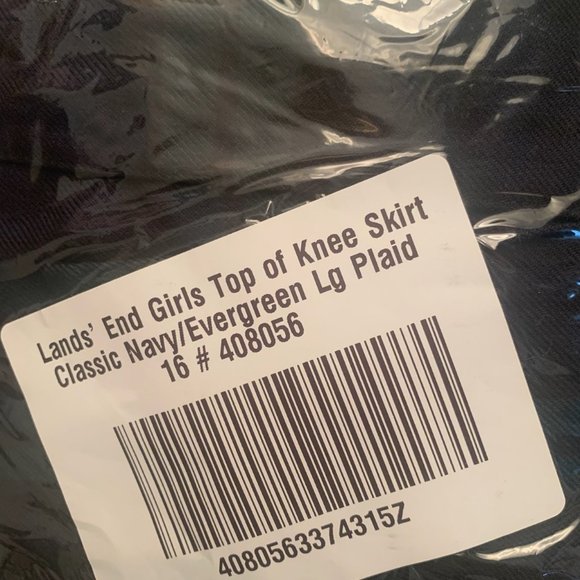 Lands' End Girls Top of Knee Skirt
Classic Navy/Evergreen Lg Plaid
16 # 408056
4080563374315Z